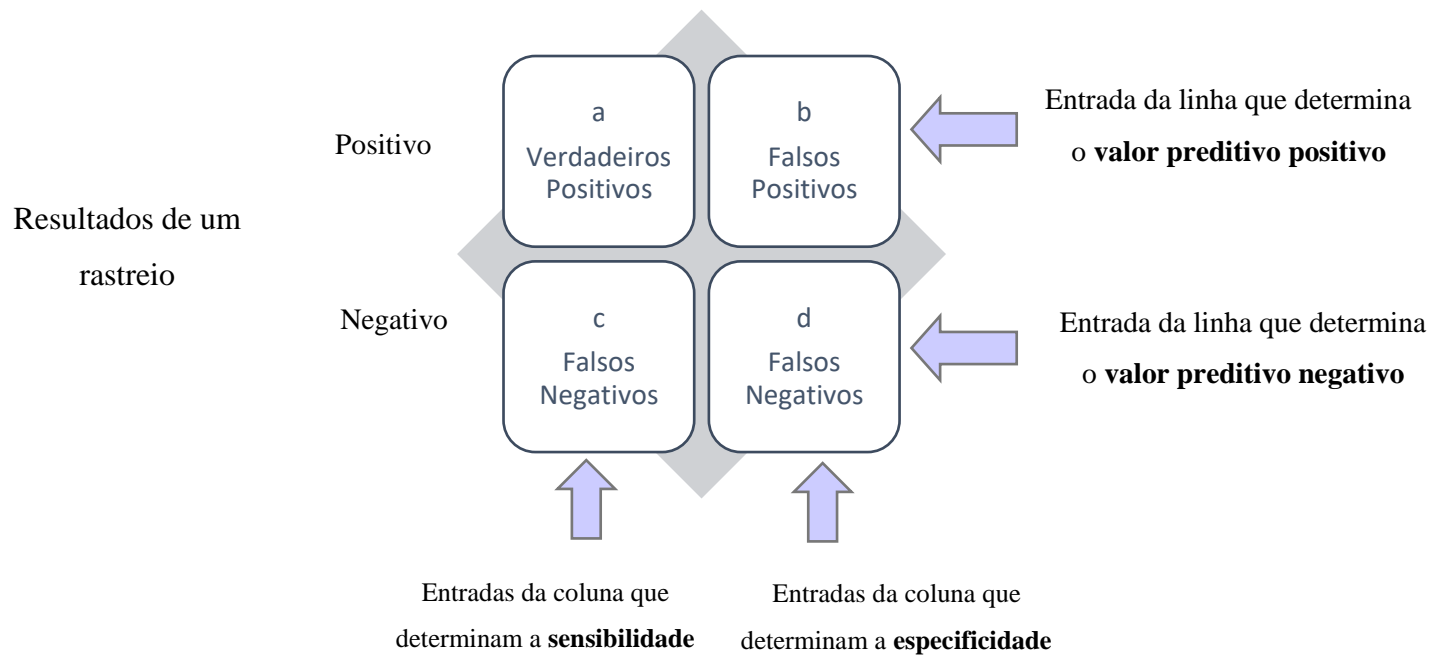 Positivo
a
Verdadeiros
Positivos
b
Falsos
Positivos
Entrada da linha que determina
o valor preditivo positivo
Resultados de um
rastreio
Negativo
c
Falsos
Negativos
d
Falsos
Negativos
Entrada da linha que determina
o valor preditivo negativo
Entradas da coluna que
determinam a sensibilidade
Entradas da coluna que
determinam a especificidade